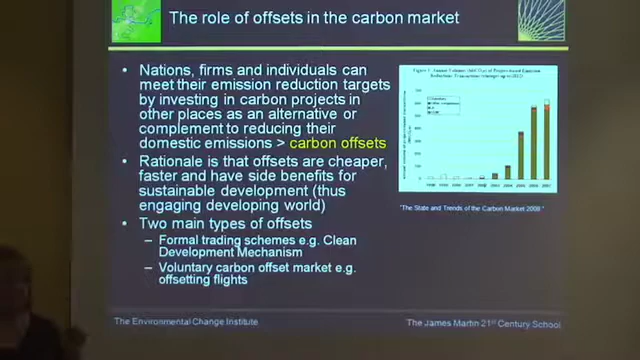 The role of offsets in the carbon market
• Nations, firms and individuals can
meet their emission reduction targets
by investing in carbon projects in
other places as an alternative or
complement to reducing their
domestic emissions > carbon offsets
• Rationale is that offsets are cheaper,
faster and have side benefits for
sustainable development (thus
engaging developing world)
• Two main types of offsets
– Formal trading schemes e.g. Clean
Development Mechanism
– Voluntary carbon offset market e.g.
offsetting flights
"The State and Trends of the Carbon Market 2008."
The Environmental Change Institute
The James Martin 21st Century School